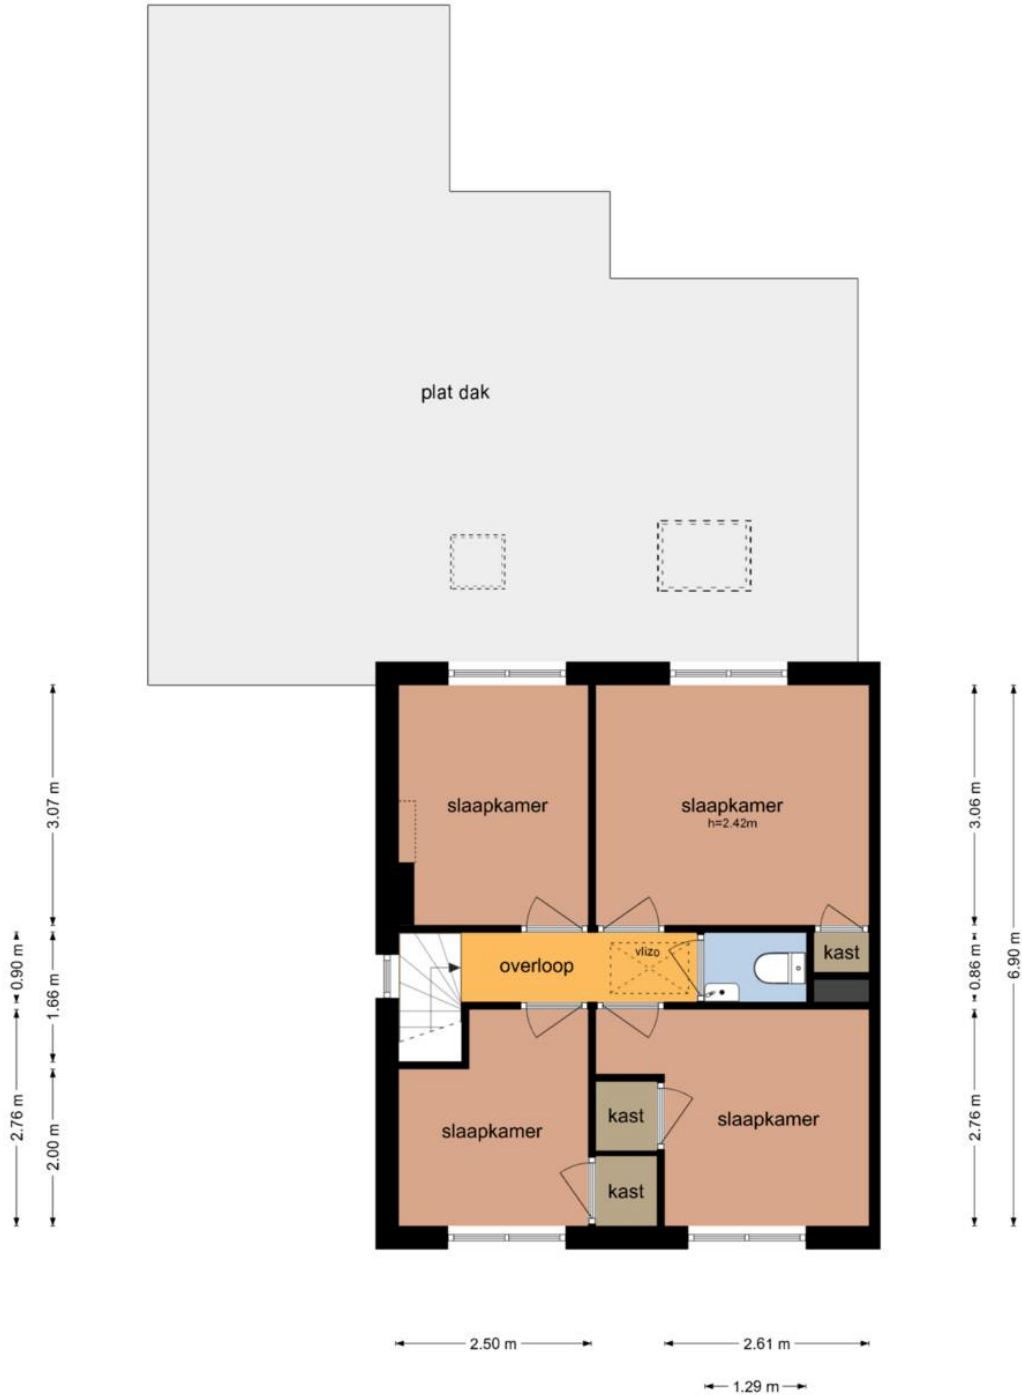 plat dak
slaapkamer
slaapkamer
h=2.42m
3.07 m
3.06 m
0.90 m
1.66 m
overloop
vlizo
kast
0.86 m
6.90 m
2.76 m
2.00 m
slaapkamer
kast
slaapkamer
2.76 m
kast
2.50 m
2.61 m
1.29 m